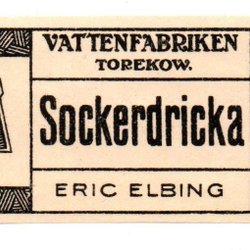 VATTENFABRIKEN
TOREKOW.
Sockerdricka
ERIC ELBING